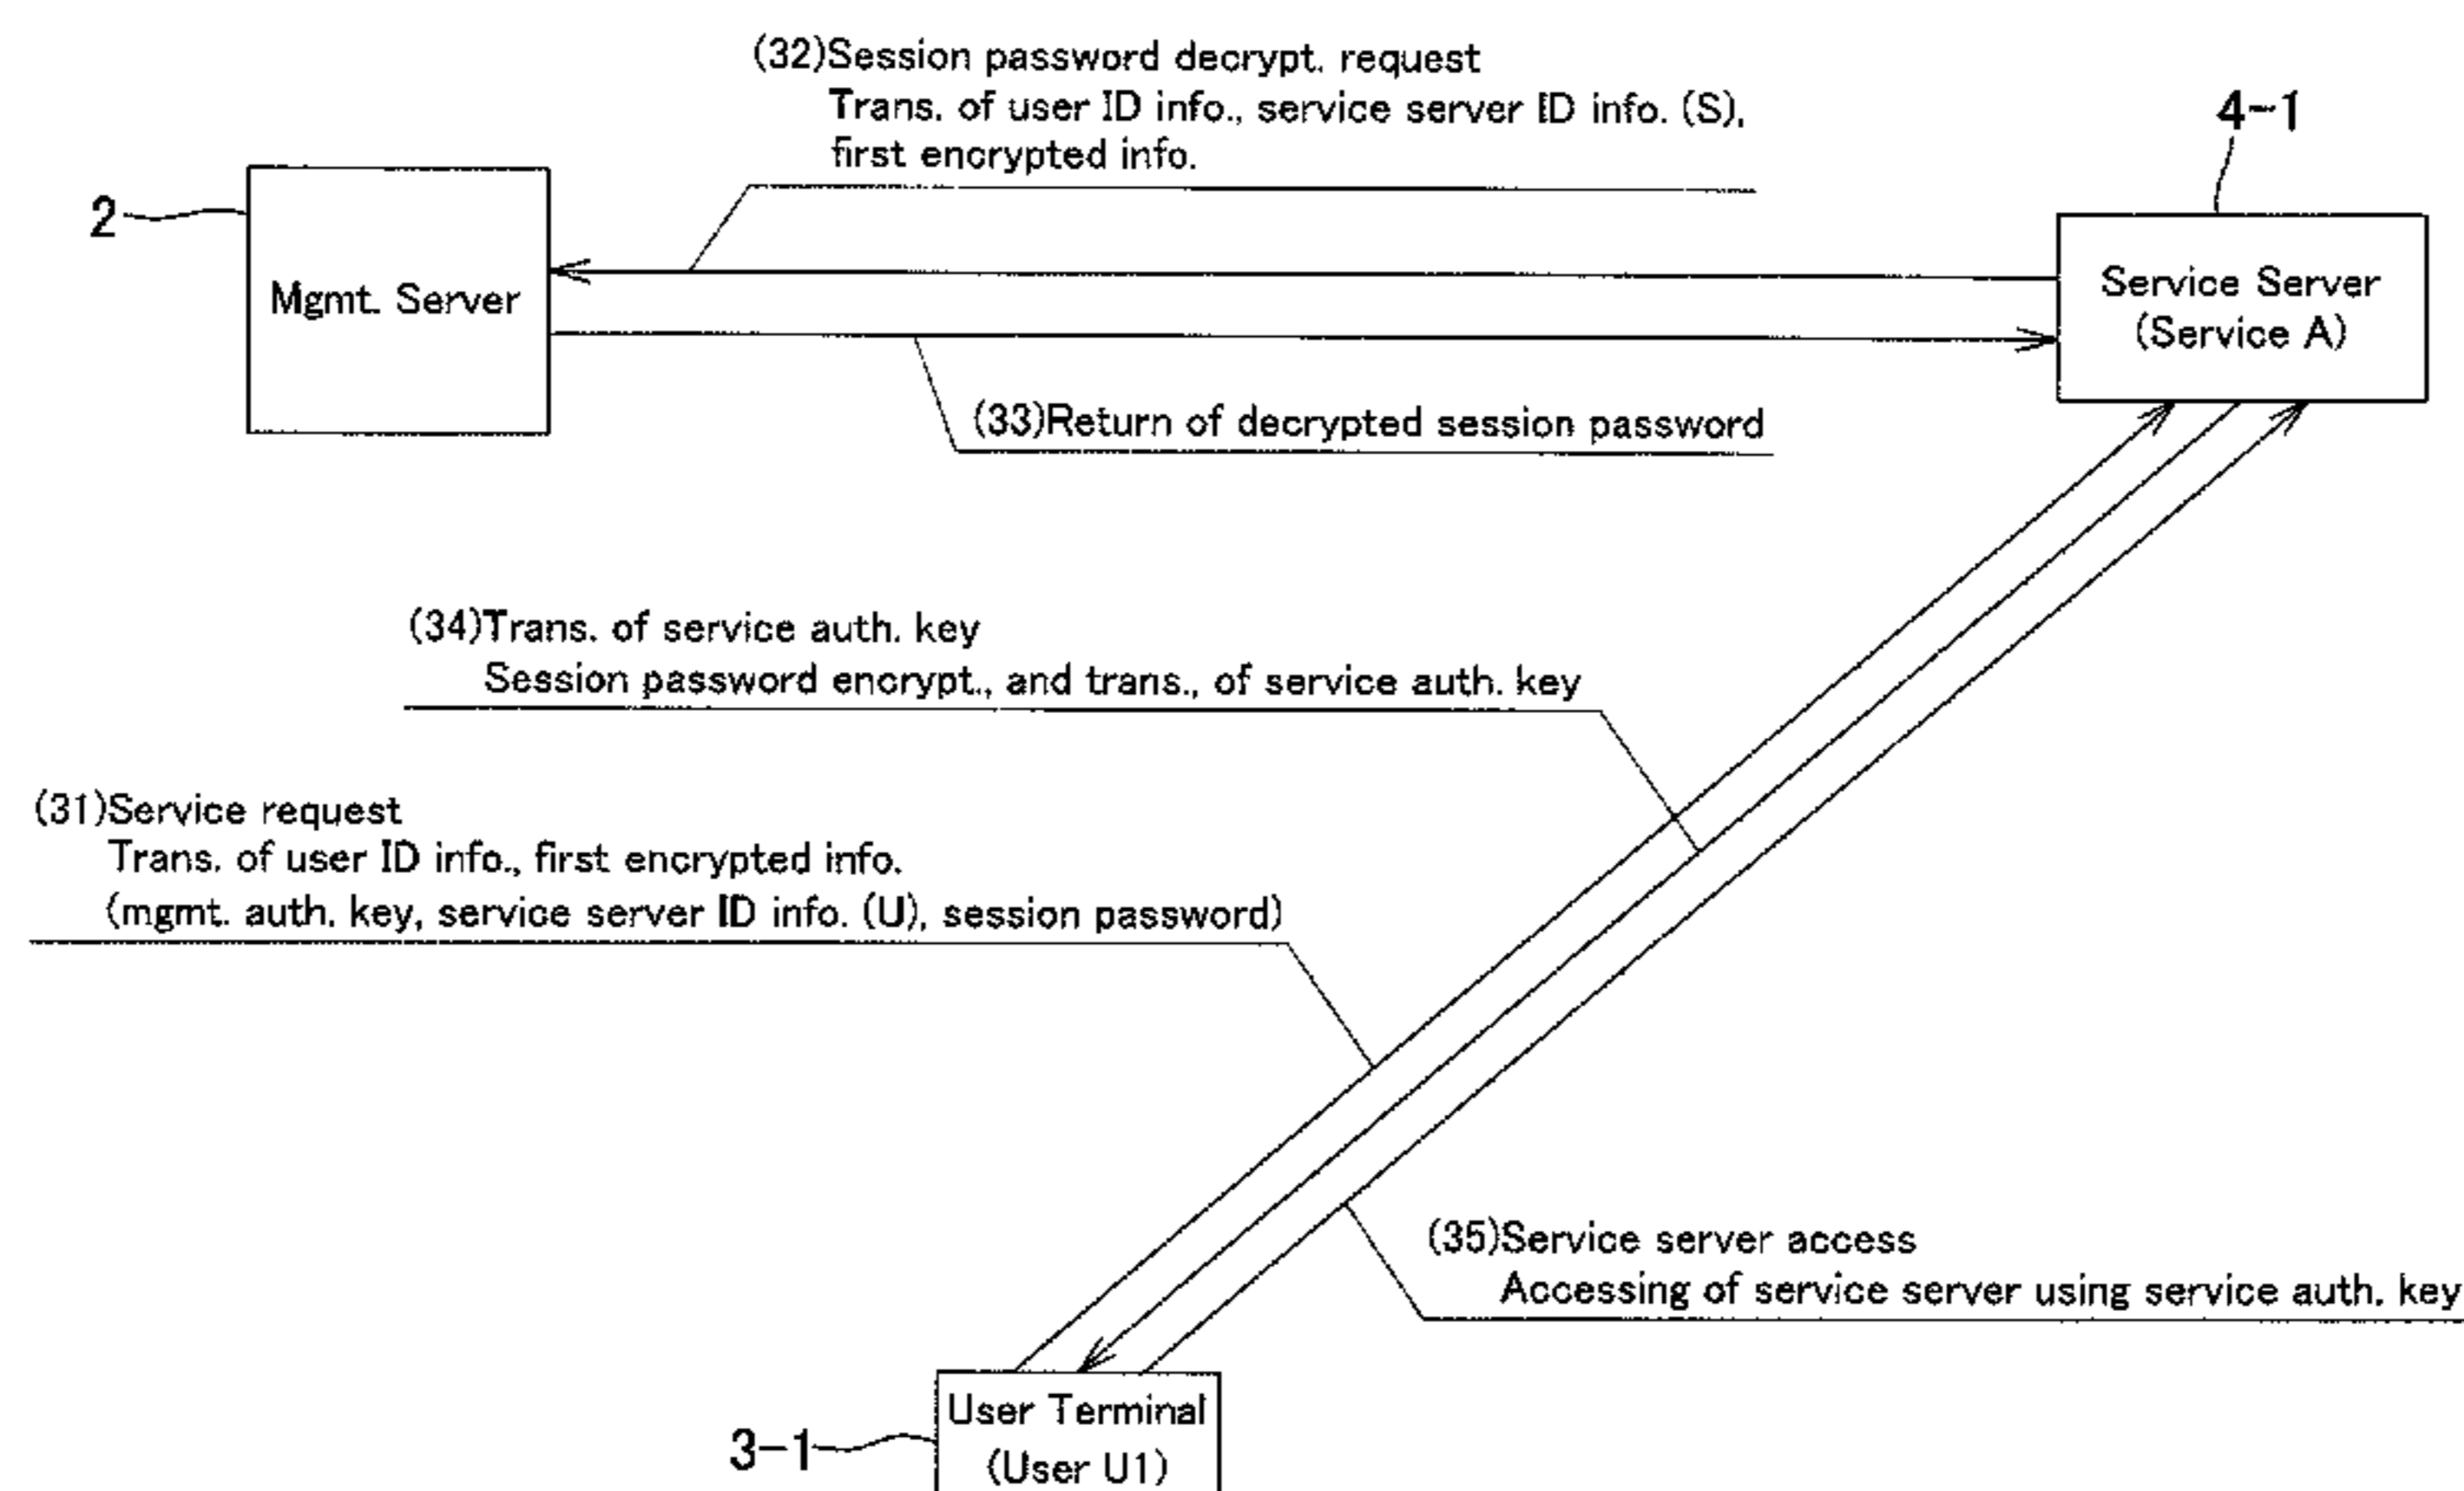 (32)Session password decrypt. request
Trans. of user ID info., service server ID info. (S),
first encrypted info.
4-1
2
Mgmt. Server
Service Server
(Service A)
(33)Return of decrypted session password
(34)Trans. of service auth. key
Session password encrypt., and trans., of service auth. key
(31)Service request
Trans. of user ID info., first encrypted info.
(mgmt. auth. key, service server ID info. (U), session password)
(35)Service server access
Accessing of service server using service auth. key
3-1
User Terminal
(User U1)